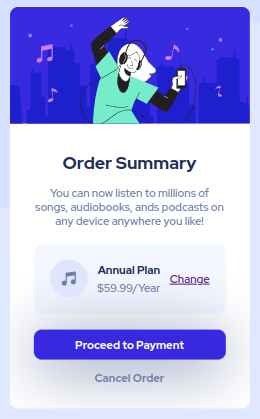 Order Summary
You can now listen to millions of
songs, audiobooks, ands podcasts on
any device anywhere you like!
Annual Plan
$59.99/Year
Change
Proceed to Payment
Cancel Order